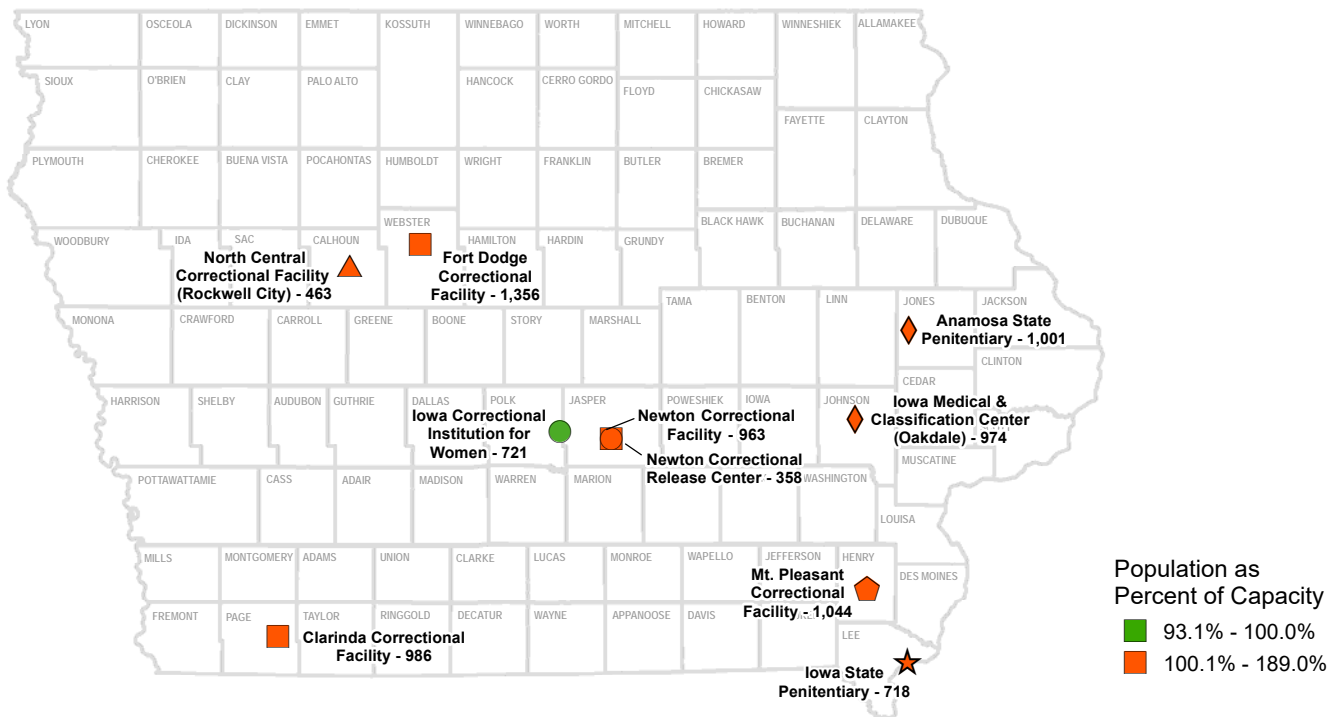 LYON
OSCEOLA
DICKINSON
EMMET
KOSSUTH
WINNEBAGO
WORTH
MITCHELL
HOWARD
WINNESHIEK
ALLAMAKEE
SIOUX
O'BRIEN
CLAY
PALO ALTO
HANCOCK
CERRO GORDO
FLOYD
CHICKASAW
FAYETTE
CLAYTON
PLYMOUTH
CHEROKEE
BUENA VISTA
POCAHONTAS
HUMBOLDT
WRIGHT
FRANKLIN
BUTLER
BREMER
WEBSTER
BLACK HAWK
BUCHANAN
DELAWARE
DUBUQUE
WOODBURY
IDA
SAC
CALHOUN
HAMILTON
HARDIN
GRUNDY
North Central
Correctional Facility
(Rockwell City) - 463
Fort Dodge
Correctional
Facility - 1,356
TAMA
BENTON
LINN
JONES
JACKSON
Anamosa State
Penitentiary - 1,001
MONONA
CRAWFORD
CARROLL
GREENE
BOONE
STORY
MARSHALL
CLINTON
CEDAR
HARRISON
SHELBY
AUDUBON
GUTHRIE
DALLAS
POLK
JASPER
POWESHIEK
IOWA
JOHNSON
Iowa Correctional
Institution for
Women - 721
Newton Correctional
Facility - 963
Newton Correctional
Release Center - 358
Iowa Medical &
Classification Center
(Oakdale) - 974
MUSCATINE
POTTAWATTAMIE
CASS
ADAIR
MADISON
WARREN
MARION
WASHINGTON
LOUISA
MILLS
MONTGOMERY
ADAMS
UNION
CLARKE
LUCAS
MONROE
WAPELLO
JEFFERSON
HENRY
DES MOINES
Mt. Pleasant
Correctional
Facility - 1,044
FREMONT
PAGE
TAYLOR
RINGGOLD
DECATUR
WAYNE
APPANOOSE
DAVIS
LEE
Clarinda Correctional
Facility - 986
Iowa State
Penitentiary - 718
Population as
Percent of Capacity
93.1% - 100.0%
100.1% - 189.0%